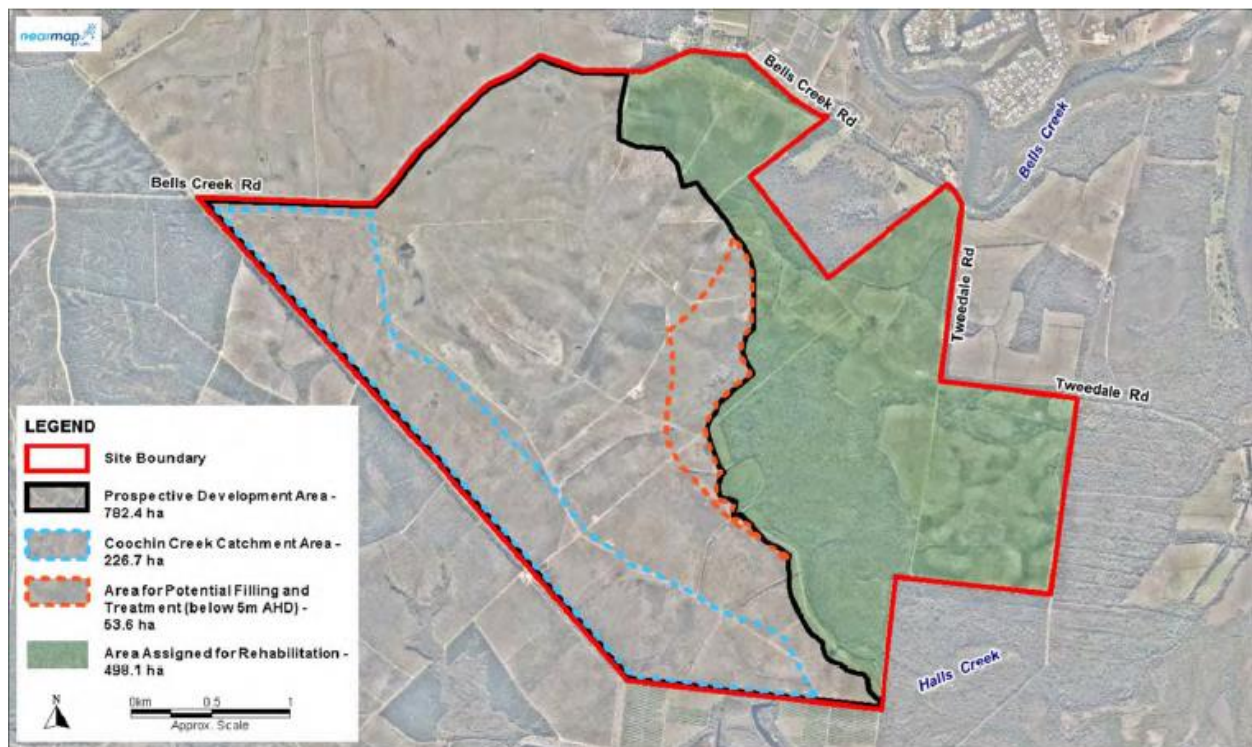 nearmap
Bells Creek Rd
Bells Creek
Bells Creek Rd
Tweedale Rd
Tweedale Rd
Halls Creek
LEGEND
Site Boundary
Prospective Development Area -
782.4 ha
Coochin Creek Catchment Area -
226.7 ha
Area for Potential Filling and
Treatment (below 5m AHD) -
53.6 ha
Area Assigned for Rehabilitation -
498.1 ha
N
0km 0.5 1
Approx. Scale